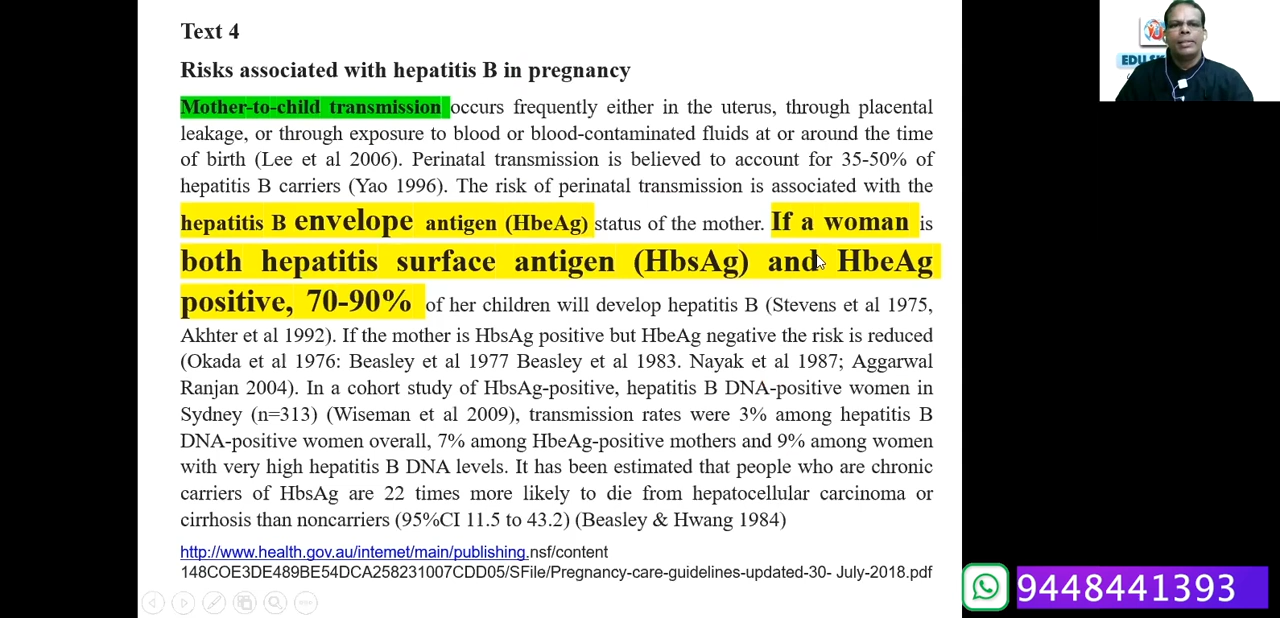 Text 4
Risks associated with hepatitis B in pregnancy
Mother-to-child transmission occurs frequently either in the uterus, through placental
leakage, or through exposure to blood or blood-contaminated fluids at or around the time
of birth (Lee et al 2006). Perinatal transmission is believed to account for 35-50% of
hepatitis B carriers (Yao 1996). The risk of perinatal transmission is associated with the
hepatitis B envelope antigen (HbeAg) status of the mother. If a woman is
both hepatitis surface antigen (HbsAg) and HbeAg
positive, 70-90% of her children will develop hepatitis B (Stevens et al 1975,
Akhter et al 1992). If the mother is HbsAg positive but HbeAg negative the risk is reduced
(Okada et al 1976: Beasley et al 1977 Beasley et al 1983. Nayak et al 1987; Aggarwal
Ranjan 2004). In a cohort study of HbsAg-positive, hepatitis B DNA-positive women in
Sydney (n=313) (Wiseman et al 2009), transmission rates were 3% among hepatitis B
DNA-positive women overall, 7% among HbeAg-positive mothers and 9% among women
with very high hepatitis B DNA levels. It has been estimated that people who are chronic
carriers of HbsAg are 22 times more likely to die from hepatocellular carcinoma or
cirrhosis than noncarriers (95%CI 11.5 to 43.2) (Beasley & Hwang 1984)
http://www.health.gov.au/intemet/main/publishing.nsf/content
148COE3DE489BE54DCA258231007CDD05/SFile/Pregnancy-care-guidelines-updated-30- July-2018.pdf
EDU
9448441393